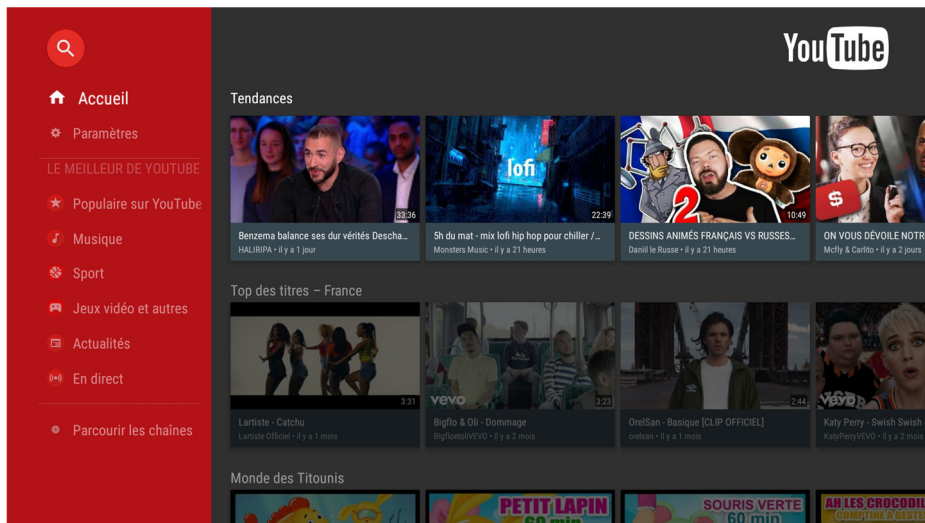 YouTube
Accueil
Paramètres
LE MEILLEUR DE YOUTUBE
Populaire sur YouTube
Musique
Sport
Jeux vidéo et autres
Actualités
En direct
Parcourir les chaînes
Tendances
33:36
lofi
22:39
2
10:49
$
Benzema balance ses dur vérités Descha...
HALIRIPA • il y a 1 jour
5h du mat - mix lofi hip hop pour chiller /...
Monsters Music • il y a 21 heures
DESSINS ANIMÉS FRANÇAIS VS RUSSES...
Daniil le Russe • il y a 21 heures
ON VOUS DÉVOILE NOTR
Mcfly & Carlito • il y a 2 jours
Top des titres – France
3:31
vevo
3:23
2:44
vevo
Lartiste - Catchu
Lartiste Officiel • il y a 1 mois
Bigflo & Oli - Dommage
BigfloetoliVEVO • il y a 2 mois
OrelSan - Basique [CLIP OFFICIEL]
orelsan • il y a 1 mois
Katy Perry - Swish Swish
KatyPerryVEVO • il y a 2 mois
Monde des Titounis
PETIT LAPIN
60 min
SOURIS VERTE
60 min
AH LES CROCODIL
COMPTINE À GESTE